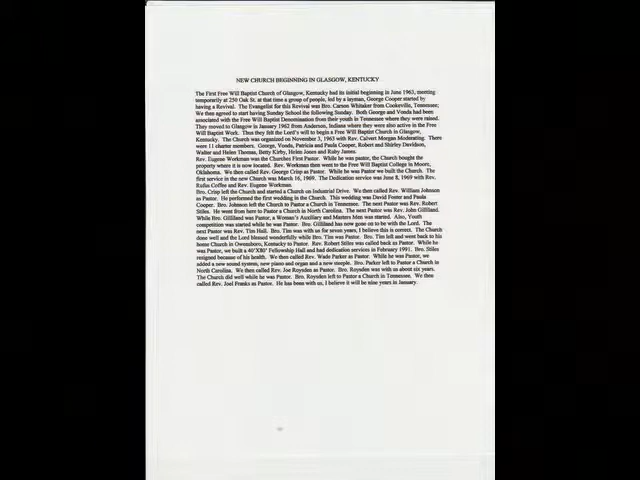 NEW CHURCH BEGINNING IN GLASGOW, KENTUCKY
The First Free Will Baptist Church of Glasgow, Kentucky had its initial beginning in June 1963, meeting
temporarily at 250 Oak St. at that time a group of people, led by a layman, George Cooper started by
having a Revival. The Evangelist for this Revival was Bro. Carson Whitaker from Cookeville, Tennessee;
We then agreed to start having Sunday School the following Sunday. Both George and Vonda had been
associated with the Free Will Baptist Denomination from their youth in Tennessee where they were raised.
They moved to Glasgow in January 1962 from Anderson, Indiana where they were also active in the Free
Will Baptist Work. Thus they felt the Lord's will to begin a Free Will Baptist Church in Glasgow,
Kentucky. The Church was organized on November 3, 1963 with Rev. Calvert Morgan Moderating. There
were 11 charter members. George, Vonda, Patricia and Paula Cooper, Robert and Shirley Davidson,
Walter and Helen Thomas, Betty Kirby, Helen Jones and Ruby James.
Rev. Eugene Workman was the Churches First Pastor. While he was pastor, the Church bought the
property where it is now located. Rev. Workman then went to the Free Will Baptist College in Moore,
Oklahoma. We then called Rev. George Crisp as Pastor. While he was Pastor we built the Church. The
first service in the new Church was March 16, 1969. The Dedication service was June 8, 1969 with Rev.
Rufus Coffee and Rev. Eugene Workman.
Bro. Crisp left the Church and started a Church on Industrial Drive. We then called Rev. William Johnson
as Pastor. He performed the first wedding in the Church. This wedding was David Foster and Paula
Cooper. Bro. Johnson left the Church to Pastor a Church in Tennessee. The next Pastor was Rev. Robert
Stiles. He went from here to Pastor a Church in North Carolina. The next Pastor was Rev. John Gilliland.
While Bro. Gilliland was Pastor, a Woman's Auxiliary and Masters Men was started. Also, Youth
competition was started while he was Pastor. Bro. Gilliland has now gone on to be with the Lord. The
next Pastor was Rev. Tim Hall. Bro. Tim was with us for seven years, I believe this is correct. The Church
done well and the Lord blessed wonderfully while Bro. Tim was Pastor. Bro. Tim left and went back to his
home Church in Owensboro, Kentucky to Pastor. Rev. Robert Stiles was called back as Pastor. While he
was Pastor, we built a 40'X80' Fellowship Hall and had dedication services in February 1991. Bro. Stiles
resigned because of his health. We then called Rev. Wade Parker as Pastor. While he was Pastor, we
added a new sound system, new piano and organ and a new steeple. Bro. Parker left to Pastor a Church in
North Carolina. We then called Rev. Joe Roysden as Pastor. Bro. Roysden was with us about six years.
The Church did well while he was Pastor. Bro. Roysden left to Pastor a Church in Tennessee. We then
called Rev. Joel Franks as Pastor. He has been with us, I believe it will be nine years in January.